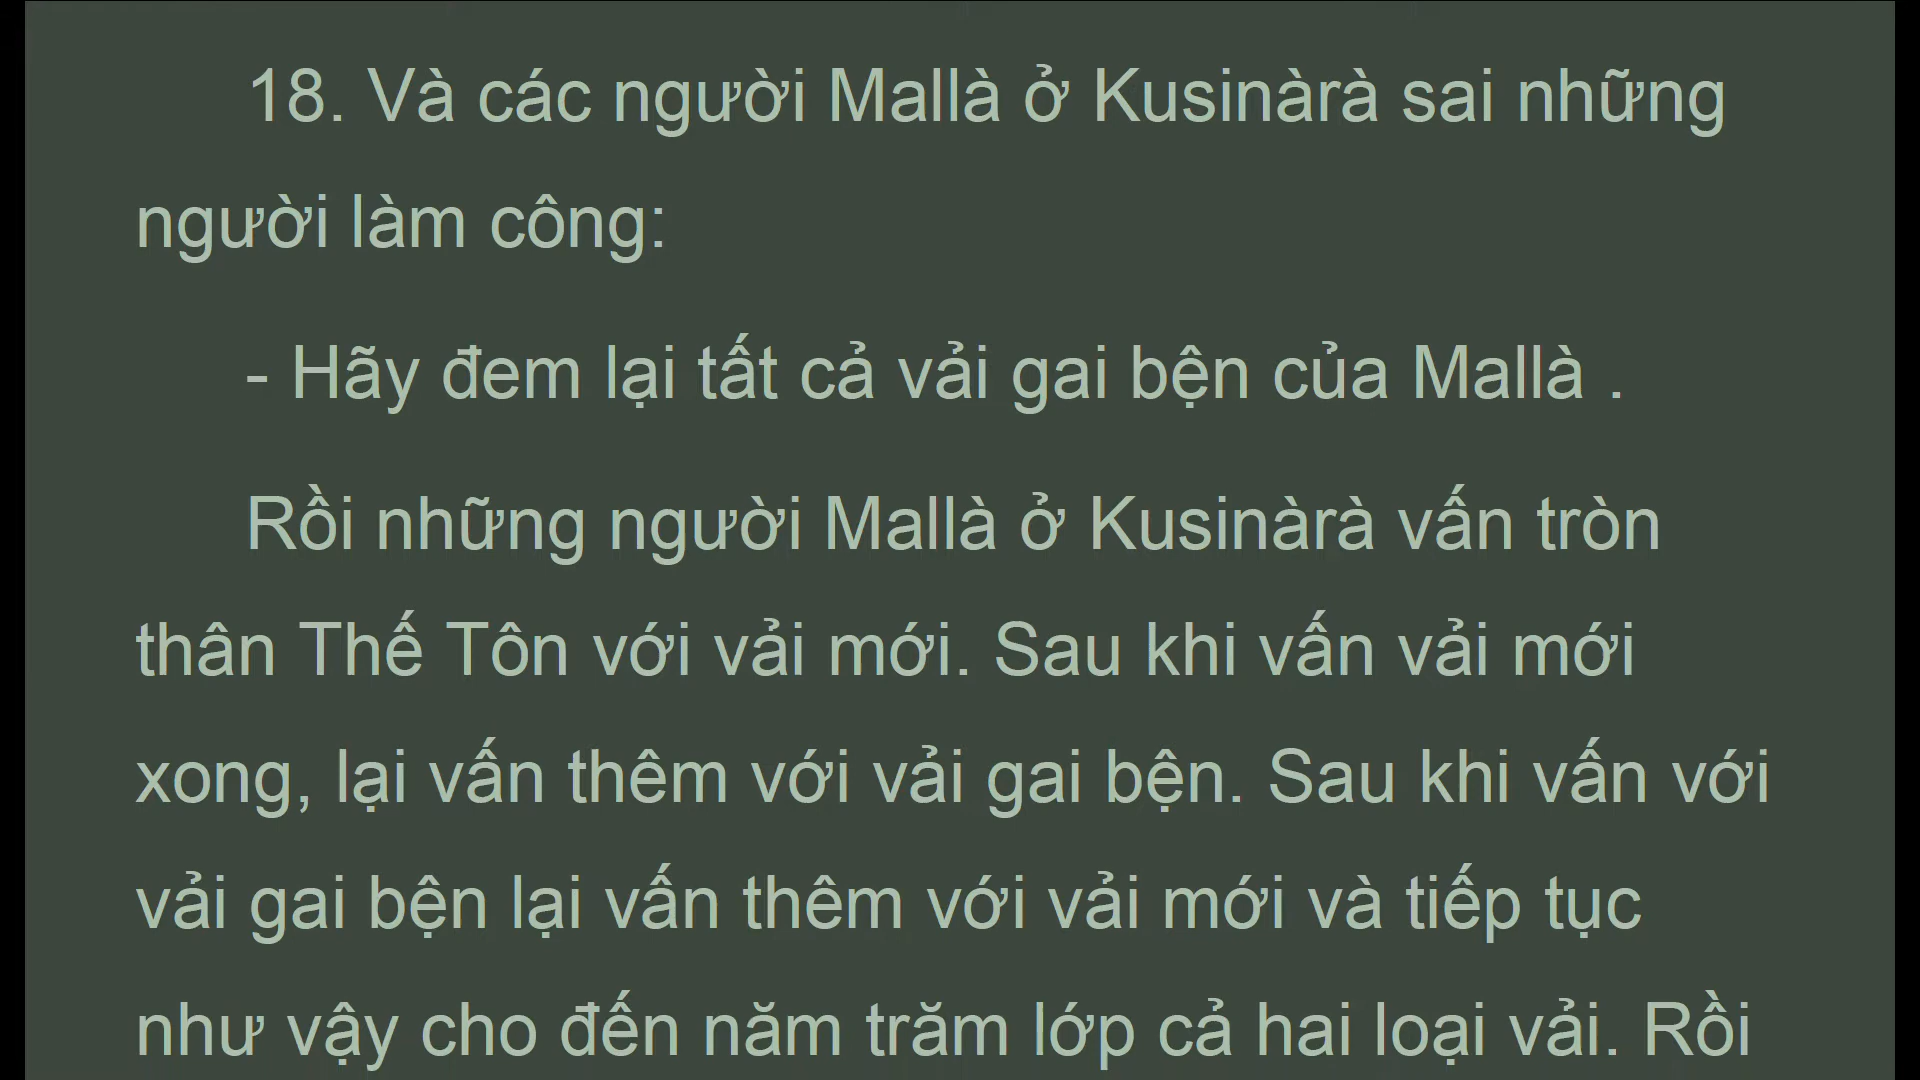 18. Và các người Mallà ở Kusinàrà sai những
người làm công:
- Hãy đem lại tất cả vải gai bện của Mallà .
Rồi những người Mallà ở Kusinàrà vấn tròn
thân Thế Tôn với vải mới. Sau khi vấn vải mới
xong, lại vấn thêm với vải gai bện. Sau khi vấn với
vải gai bện lại vấn thêm với vải mới và tiếp tục
như vậy cho đến năm trăm lớp cả hai loại vải. Rồi